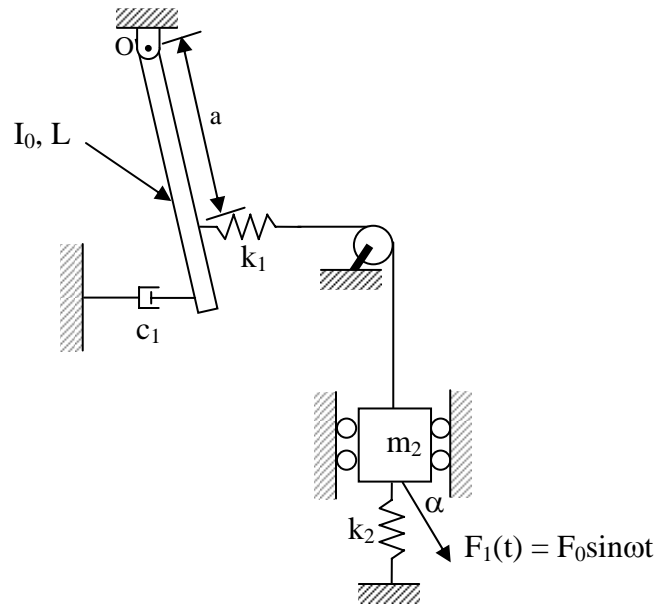 O
a
I₀, L
k₁
c₁
m₂
α
k₂
F₁(t) = F₀sinωt